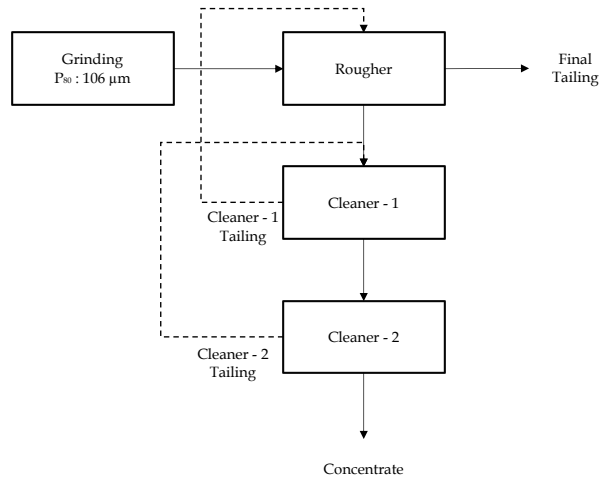 Grinding
P₈₀ : 106 µm
Rougher
Final
Tailing
Cleaner - 1
Cleaner - 1
Tailing
Cleaner - 2
Cleaner - 2
Tailing
Concentrate